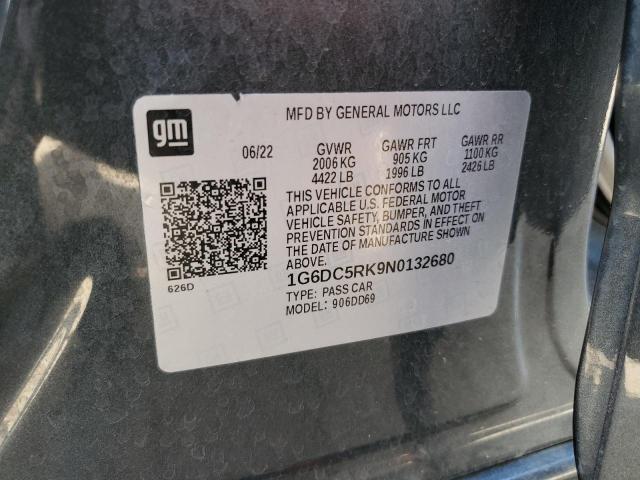 gm
MFD BY GENERAL MOTORS LLC
06/22 GVWR GAWR FRT GAWR RR
2006 KG 905 KG 1100 KG
4422 LB 1996 LB 2426 LB
THIS VEHICLE CONFORMS TO ALL
APPLICABLE U.S. FEDERAL MOTOR
VEHICLE SAFETY, BUMPER, AND THEFT
PREVENTION STANDARDS IN EFFECT ON
THE DATE OF MANUFACTURE SHOWN
ABOVE.
626D
1G6DC5RK9N0132680
TYPE: PASS CAR
MODEL: 906DD69